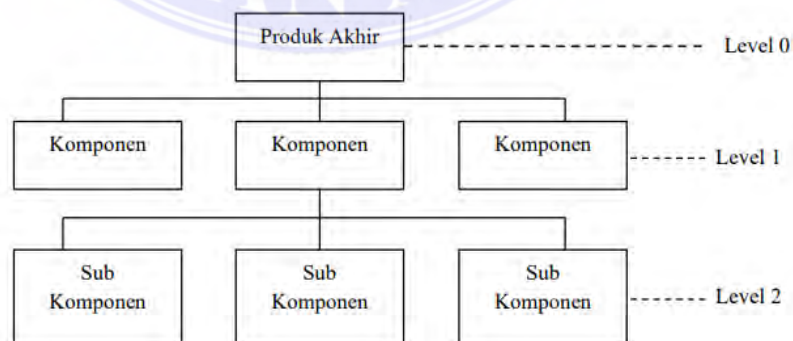 Produk Akhir
Level 0
Komponen
Komponen
Komponen
Level 1
Sub
Komponen
Sub
Komponen
Sub
Komponen
Level 2